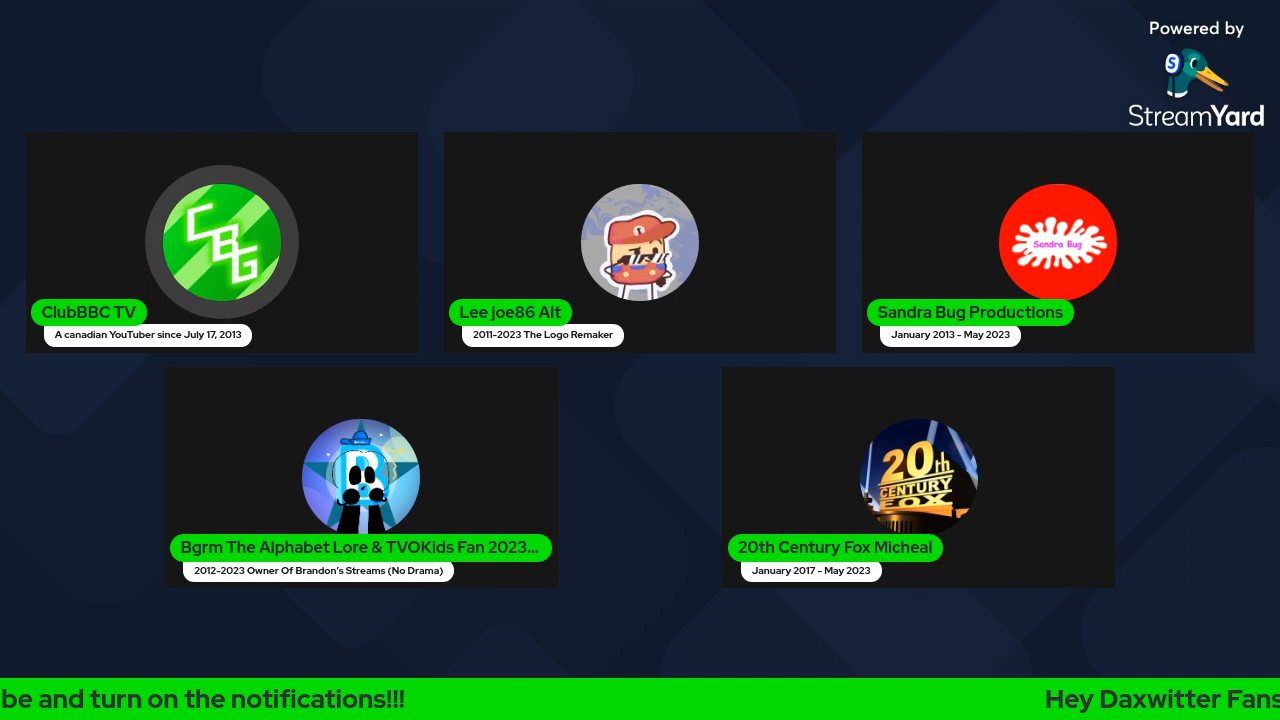 Powered by
S
StreamYard
CBG
ClubBBC TV
A canadian YouTuber since July 17, 2013
Lee joe86 Alt
2011-2023 The Logo Remaker
Sandra Bug
Sandra Bug Productions
January 2013 - May 2023
B
Bgrm The Alphabet Lore & TVOKids Fan 2023...
2012-2023 Owner Of Brandon's Streams (No Drama)
20th
CENTURY
FOX
20th Century Fox Micheal
January 2017 - May 2023
be and turn on the notifications!!!
Hey Daxwitter Fans